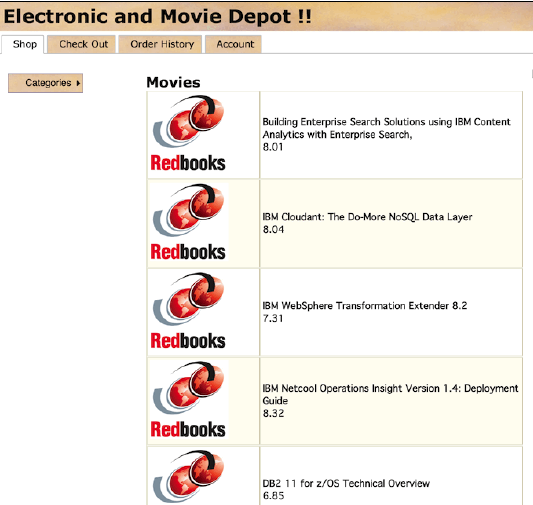 Electronic and Movie Depot !!
Shop
Check Out
Order History
Account
Categories
Movies
Redbooks
Building Enterprise Search Solutions using IBM Content
Analytics with Enterprise Search,
8.01
Redbooks
IBM Cloudant: The Do-More NoSQL Data Layer
8.04
Redbooks
IBM WebSphere Transformation Extender 8.2
7.31
Redbooks
IBM Netcool Operations Insight Version 1.4: Deployment
Guide
8.32
DB2 11 for z/OS Technical Overview
6.85